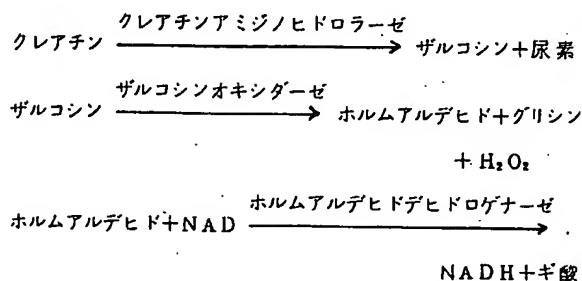 クレアチンアミジノヒドロラーゼ
クレアチン → ザルコシン+尿素
ザルコシンオキシダーゼ
ザルコシン → ホルムアルデヒド+グリシン
+H₂O₂
ホルムアルデヒドデヒドロゲナーゼ
ホルムアルデヒド+NAD →
NADH+ギ酸